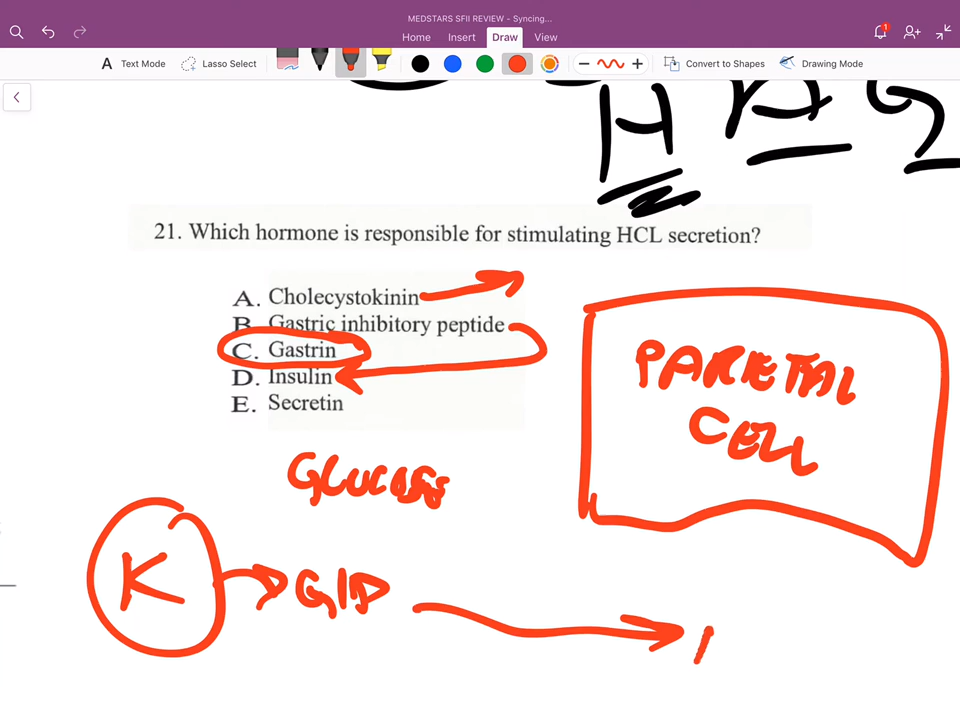 MEDSTARS SFII REVIEW - Syncing...
Home Insert Draw View
1
A Text Mode Lasso Select Convert to Shapes Drawing Mode
H A G
21. Which hormone is responsible for stimulating HCL secretion?
A. Cholecystokinin
B. Gastric inhibitory peptide
C. Gastrin
D. Insulin
E. Secretin
PARIETAL
CELL
GLUCOSE
K
GIP